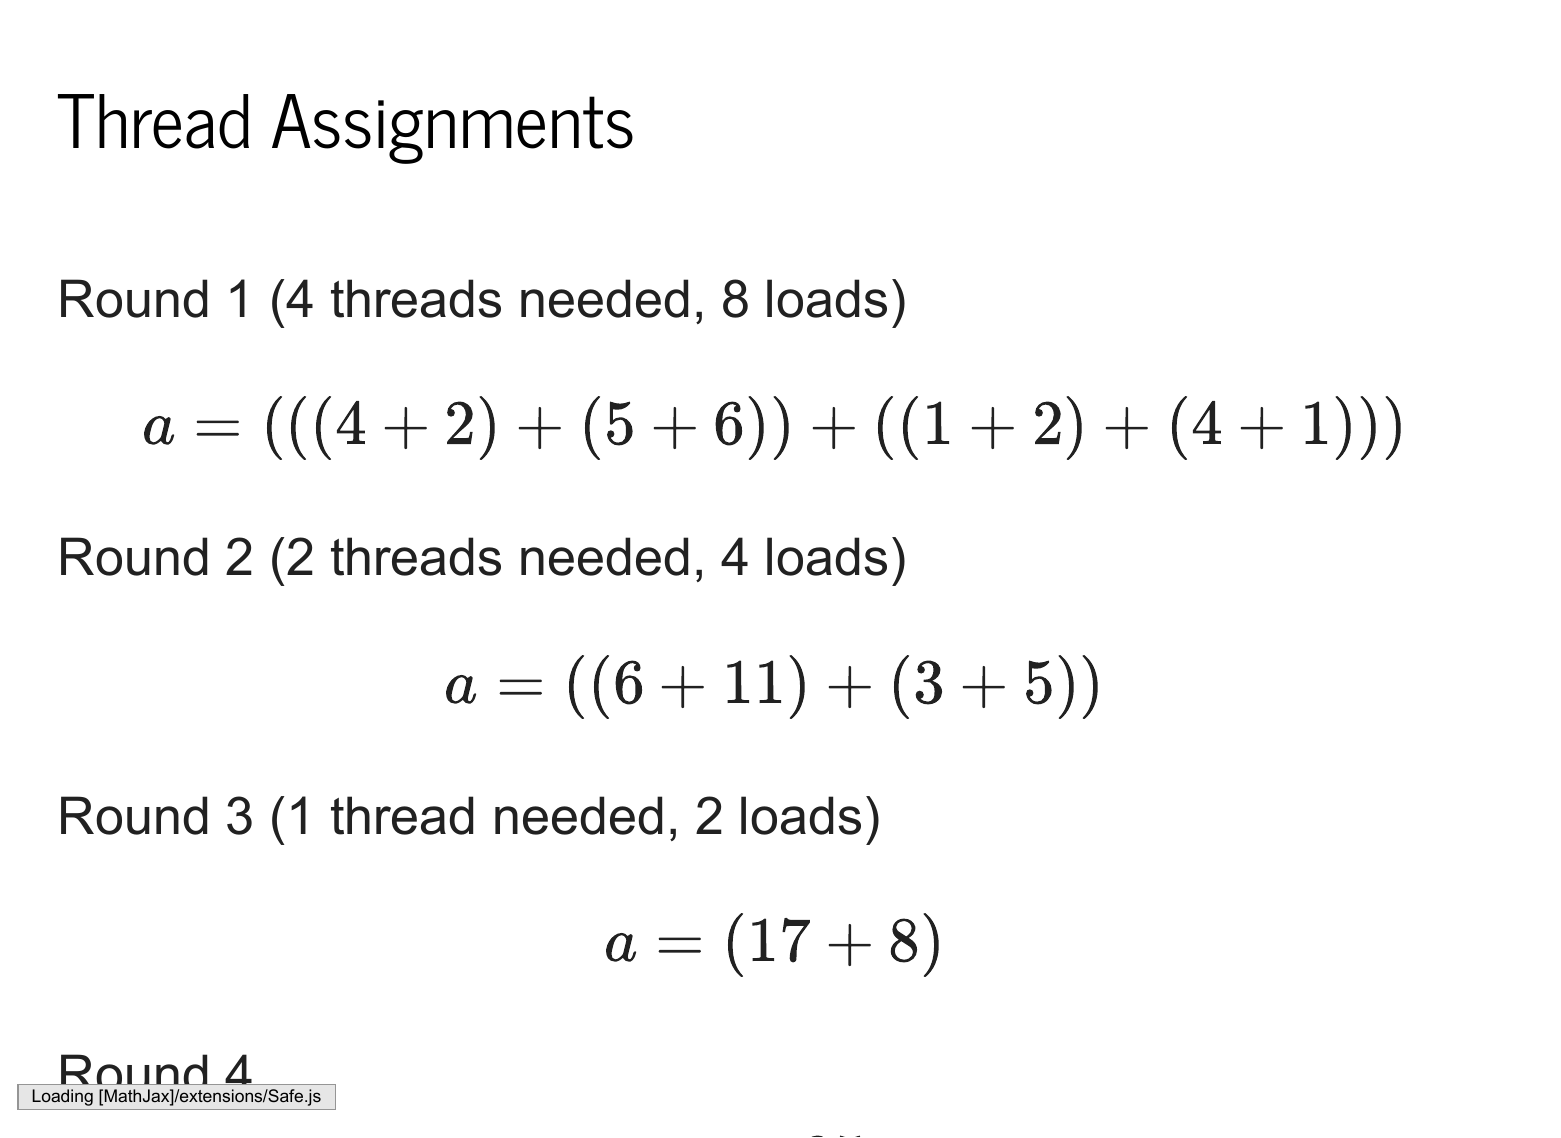 Thread Assignments
Round 1 (4 threads needed, 8 loads)
a = (((4 + 2) + (5 + 6)) + ((1 + 2) + (4 + 1)))
Round 2 (2 threads needed, 4 loads)
a = ((6 + 11) + (3 + 5))
Round 3 (1 thread needed, 2 loads)
a = (17 + 8)
Round 4
Loading [MathJax]/extensions/Safe.js